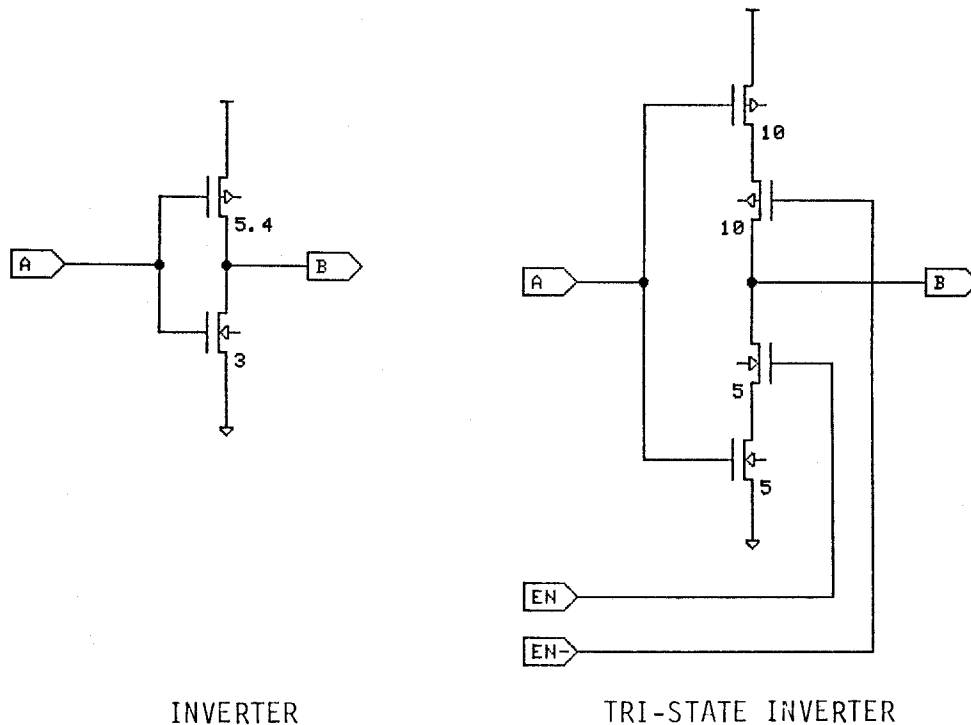 10
5.4
10
A
B
A
B
3
5
5
EN
EN-
INVERTER
TRI-STATE INVERTER